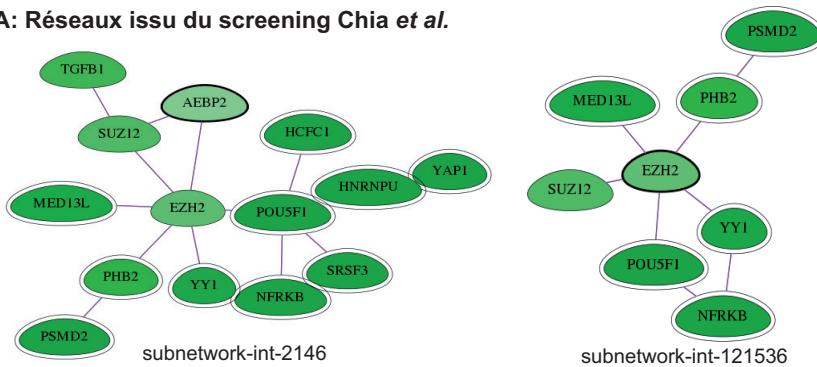 A: Réseaux issu du screening Chia et al.
TGFB1
AEBP2
SUZ12
HCFC1
HNRNPU
YAP1
MED13L
EZH2
POU5F1
PHB2
YY1
SRSF3
NFRKB
PSMD2
subnetwork-int-2146
PSMD2
MED13L
PHB2
EZH2
SUZ12
YY1
POU5F1
NFRKB
subnetwork-int-121536